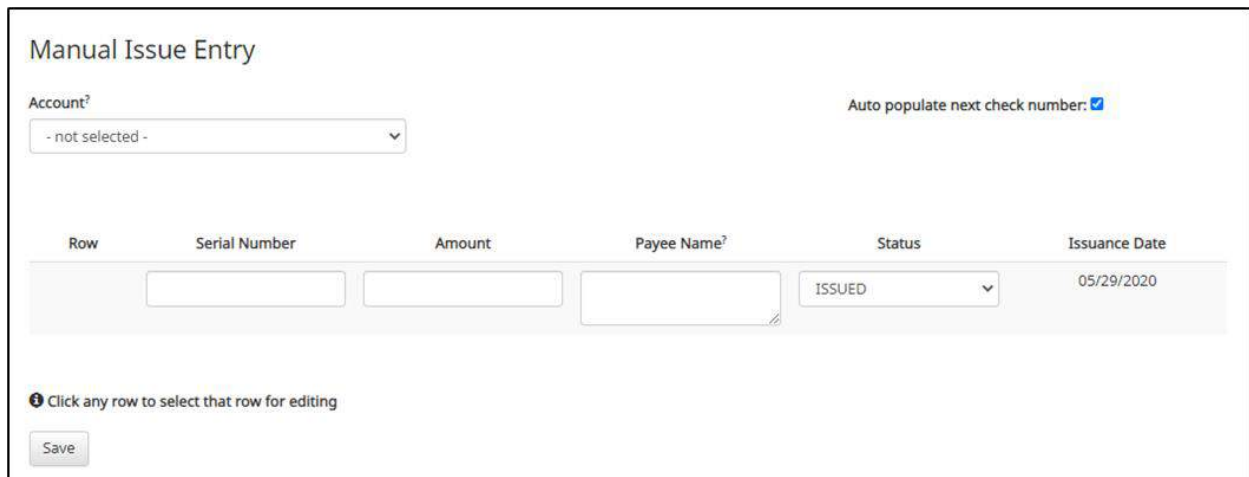 Manual Issue Entry
Account?
Auto populate next check number:
- not selected -
Row Serial Number Amount Payee Name? Status Issuance Date
ISSUED 05/29/2020
Click any row to select that row for editing
Save